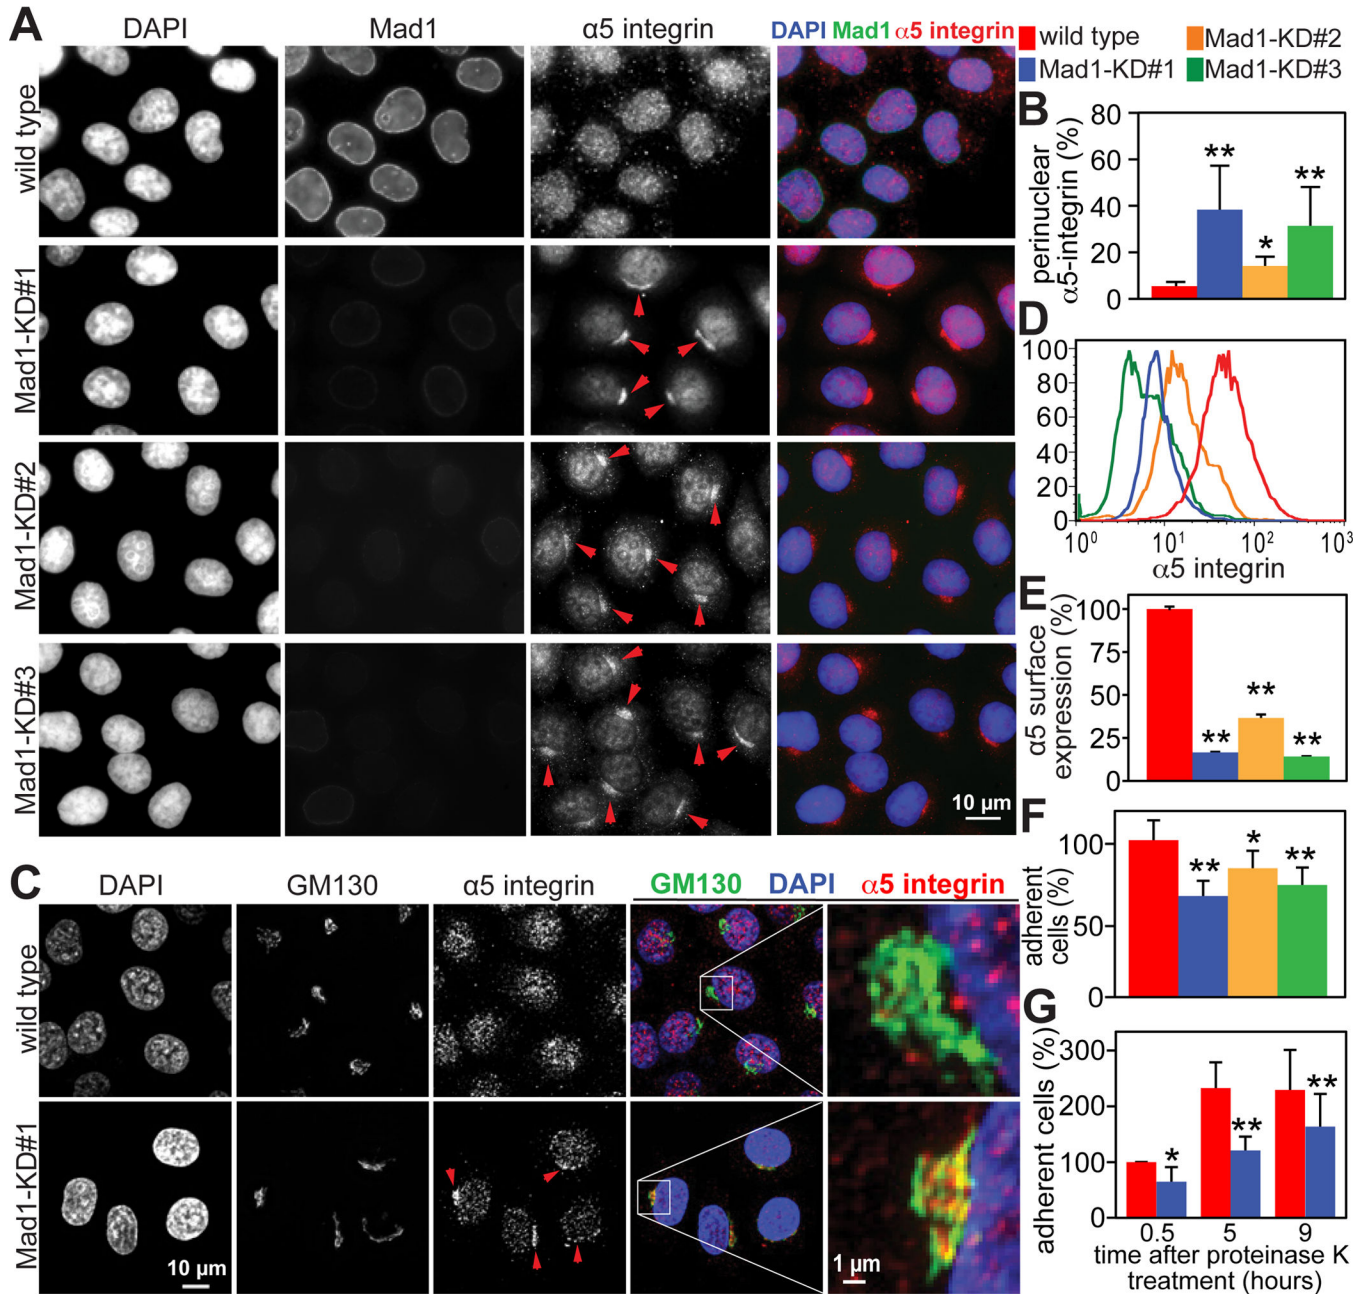 A
DAPI
Mad1
α5 integrin
DAPI Mad1 α5 integrin
wild type
Mad1-KD#1
Mad1-KD#2
Mad1-KD#3
10 µm
wild type
Mad1-KD#2
Mad1-KD#1
Mad1-KD#3
B
perinuclear
α5-integrin (%)
80
60
40
20
0
**
*
**
D
100
80
60
40
20
0
10⁰
10¹
10²
10³
α5 integrin
E
α5 surface
expression (%)
100
75
50
25
0
**
**
**
F
adherent
cells (%)
100
50
0
**
*
**
C
DAPI
GM130
α5 integrin
GM130 DAPI α5 integrin
wild type
Mad1-KD#1
10 µm
1 µm
G
adherent cells (%)
300
200
100
0
*
**
**
0.5
5
9
time after proteinase K
treatment (hours)